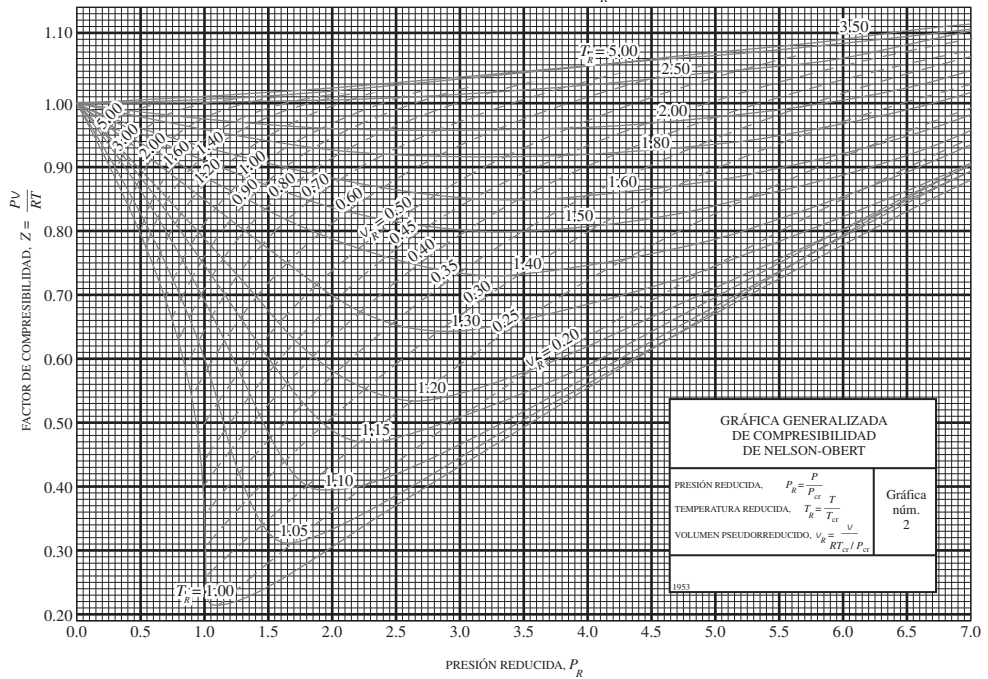 R
1.10
1.00
0.90
0.80
0.70
0.60
0.50
0.40
0.30
0.20
FACTOR DE COMPRESIBILIDAD, Z = Pv / RT
0.0 0.5 1.0 1.5 2.0 2.5 3.0 3.5 4.0 4.5 5.0 5.5 6.0 6.5 7.0
PRESIÓN REDUCIDA, P_R
3.50
T_R = 5.00
2.50
2.00
1.80
1.60
1.50
1.40
1.30
1.20
1.15
1.10
1.05
T_R = 1.00
5.00
3.00
2.00
1.60
1.40
1.20
1.00
0.90
0.80
0.70
0.60
v_R = 0.50
0.45
0.40
0.35
0.30
0.25
v_R = 0.20
GRÁFICA GENERALIZADA
DE COMPRESIBILIDAD
DE NELSON-OBERT
PRESIÓN REDUCIDA, P_R = P / P_cr
TEMPERATURA REDUCIDA, T_R = T / T_cr
VOLUMEN PSEUDORREDUCIDO, v_R = v / RT_cr / P_cr
Gráfica
núm.
2
1953